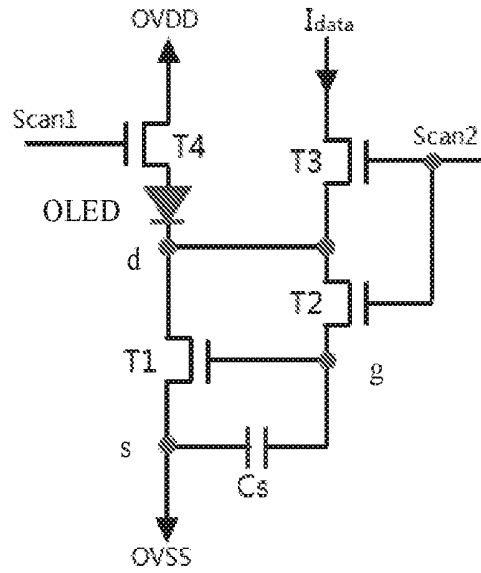 OVDD
Idata
Scan1
T4
T3
Scan2
OLED
d
T2
T1
g
s
Cs
OVSS